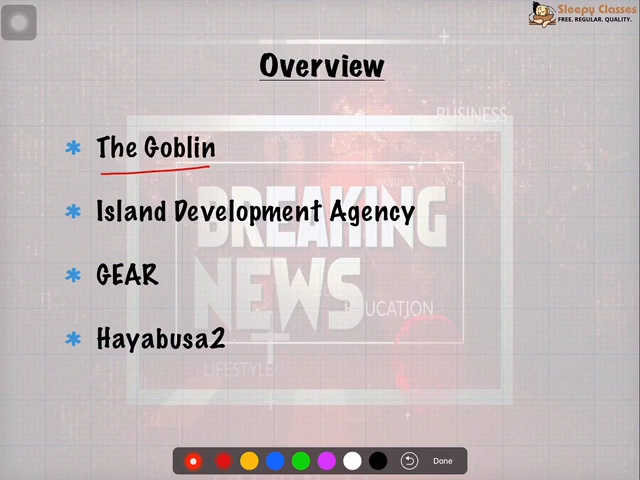 Sleepy Classes
FREE. REGULAR. QUALITY.
Overview
BUSINESS
* The Goblin
WORLD
* Island Development Agency
BREAKING
* GEAR
NEWS
EDUCATION
* Hayabusa2
LIFESTYLE
Done